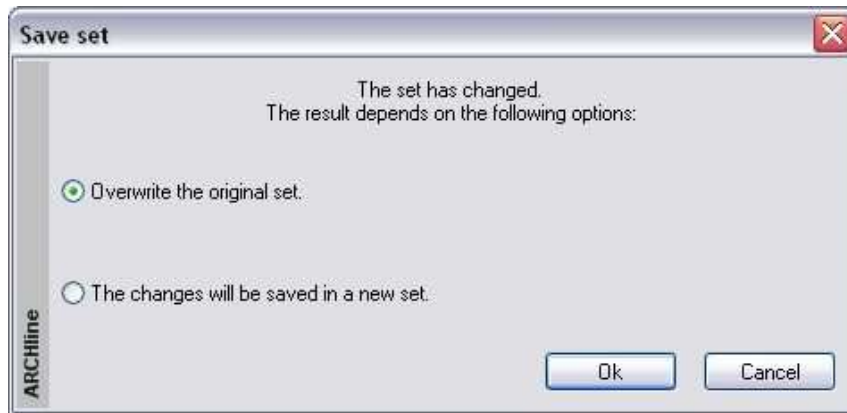 Save set
The set has changed.
The result depends on the following options:
Overwrite the original set.
The changes will be saved in a new set.
ARCHline
Ok
Cancel